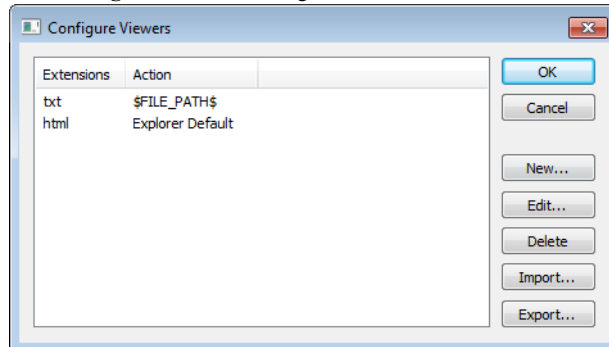 Configure Viewers
Extensions Action
txt $FILE_PATH$
html Explorer Default
OK
Cancel
New...
Edit...
Delete
Import...
Export...